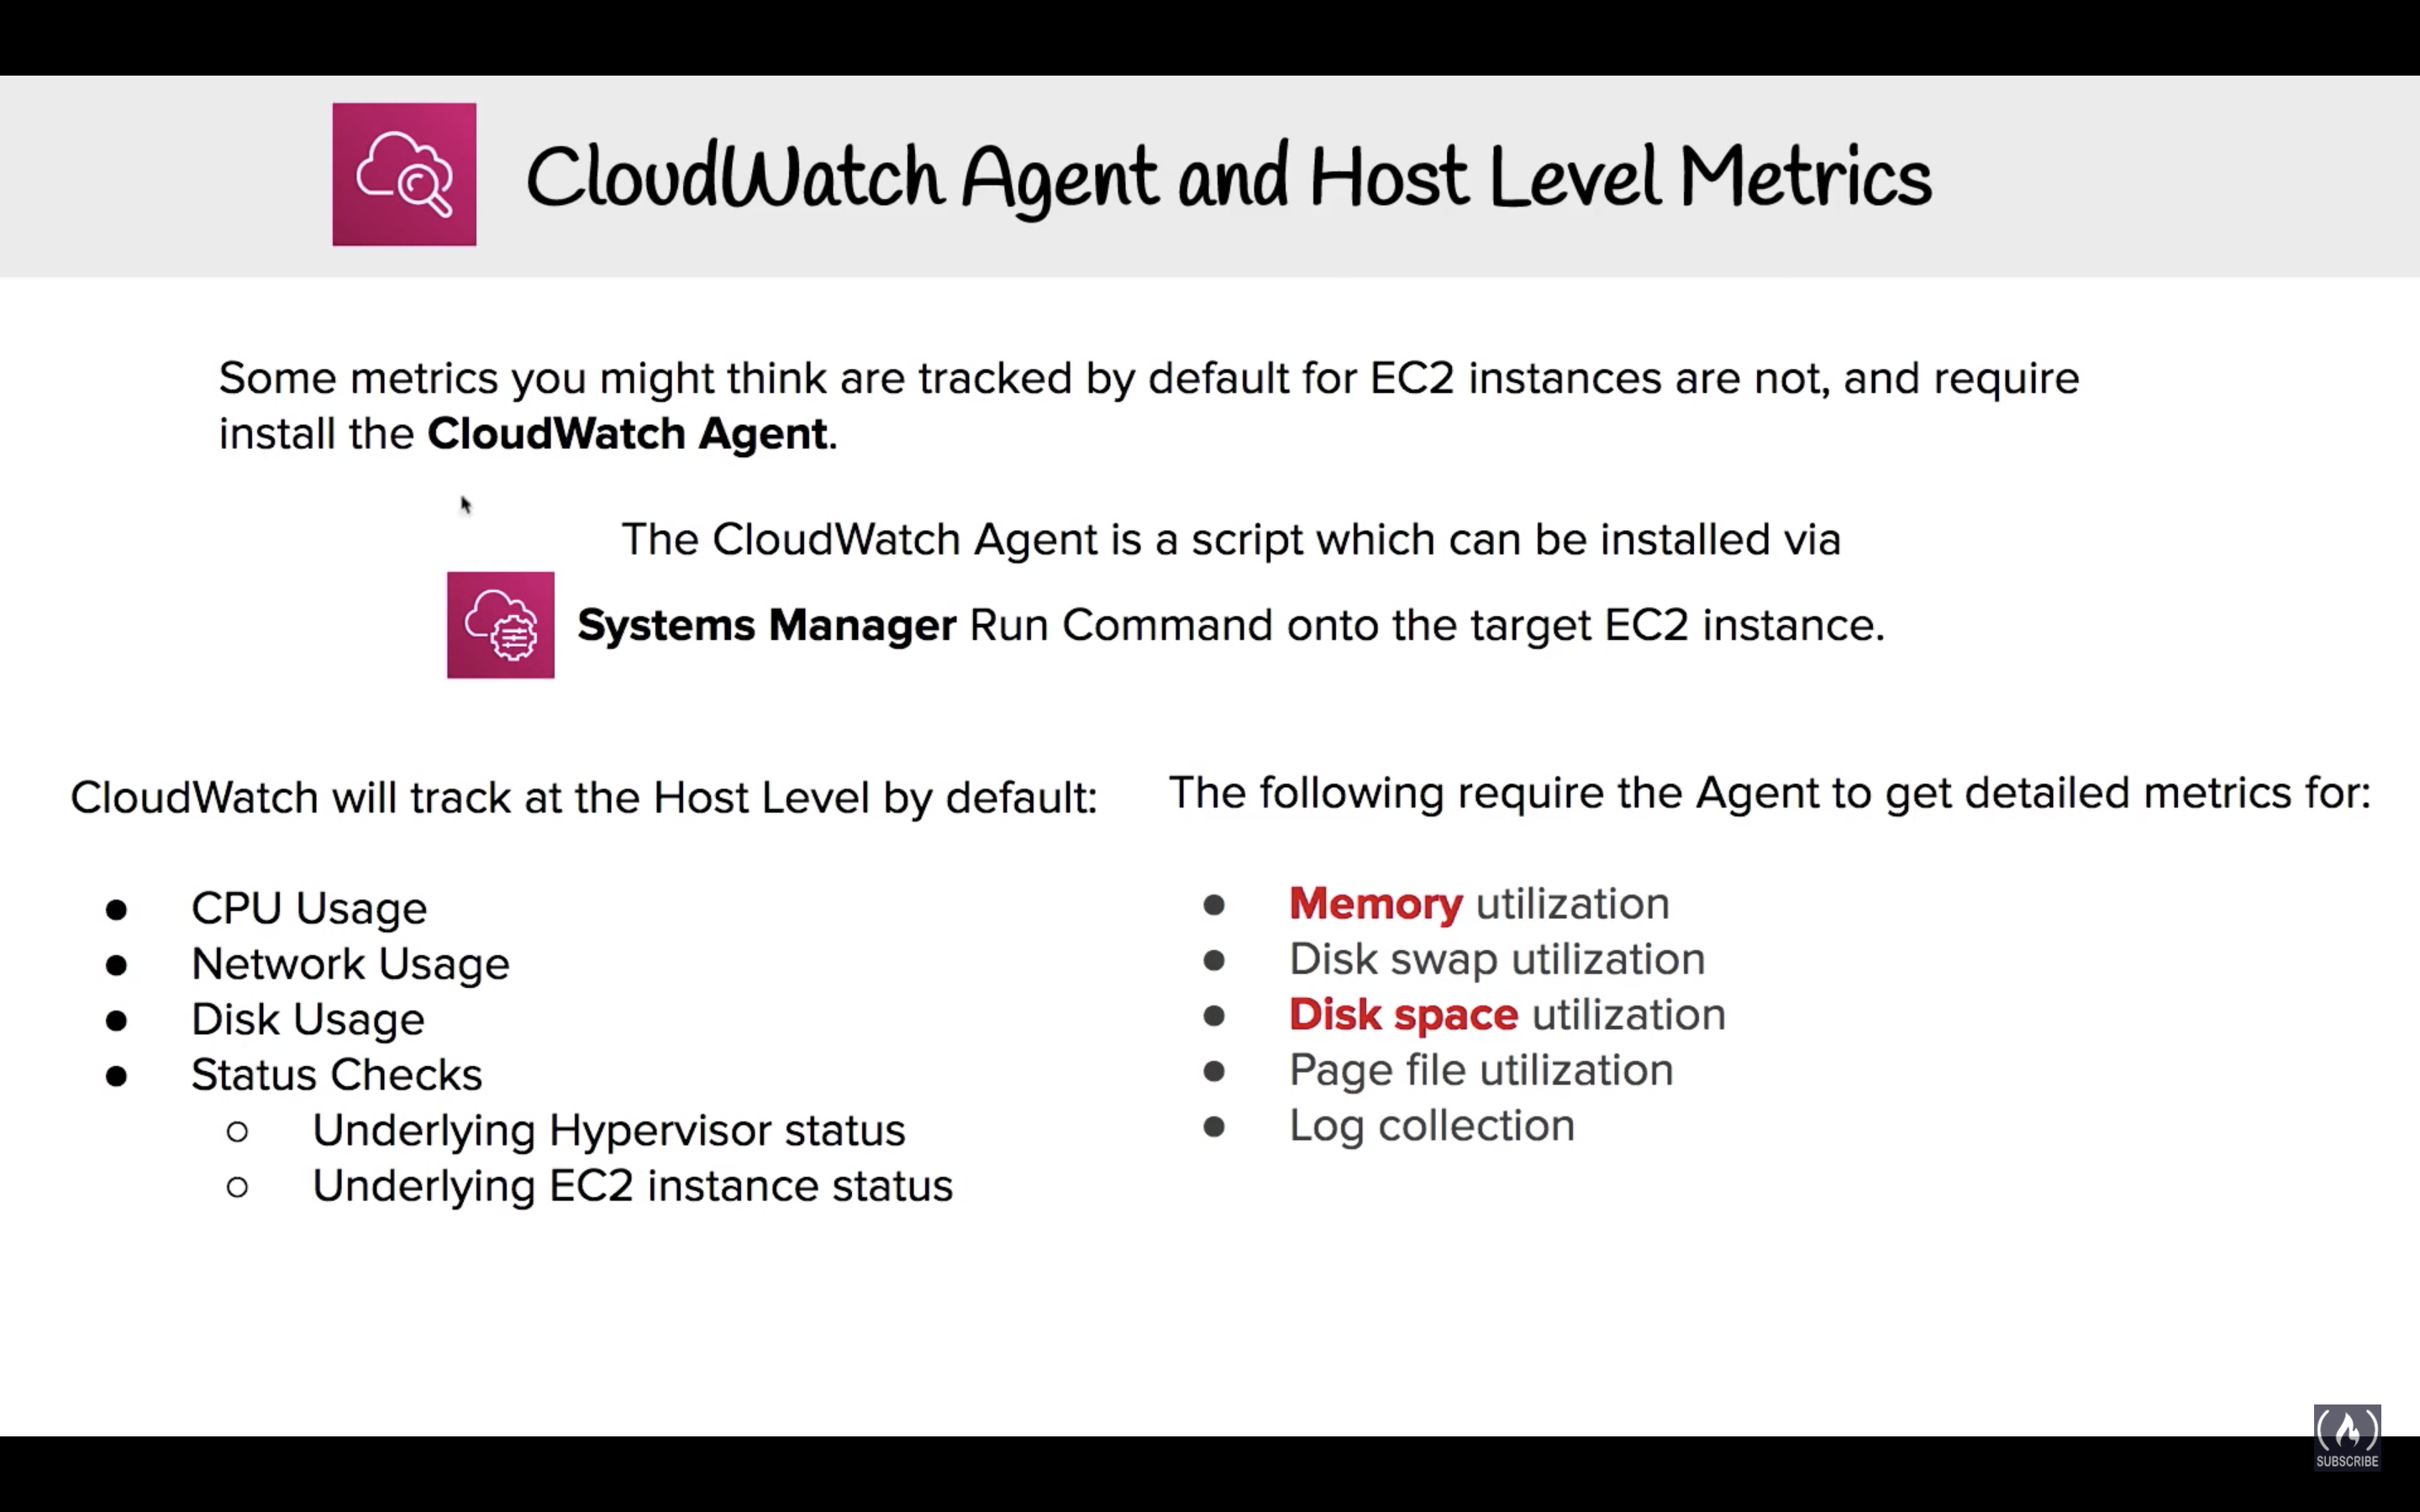 CloudWatch Agent and Host Level Metrics
Some metrics you might think are tracked by default for EC2 instances are not, and require
install the CloudWatch Agent.
The CloudWatch Agent is a script which can be installed via
Systems Manager Run Command onto the target EC2 instance.
CloudWatch will track at the Host Level by default:
● CPU Usage
● Network Usage
● Disk Usage
● Status Checks
○ Underlying Hypervisor status
○ Underlying EC2 instance status
The following require the Agent to get detailed metrics for:
● Memory utilization
● Disk swap utilization
● Disk space utilization
● Page file utilization
● Log collection
SUBSCRIBE